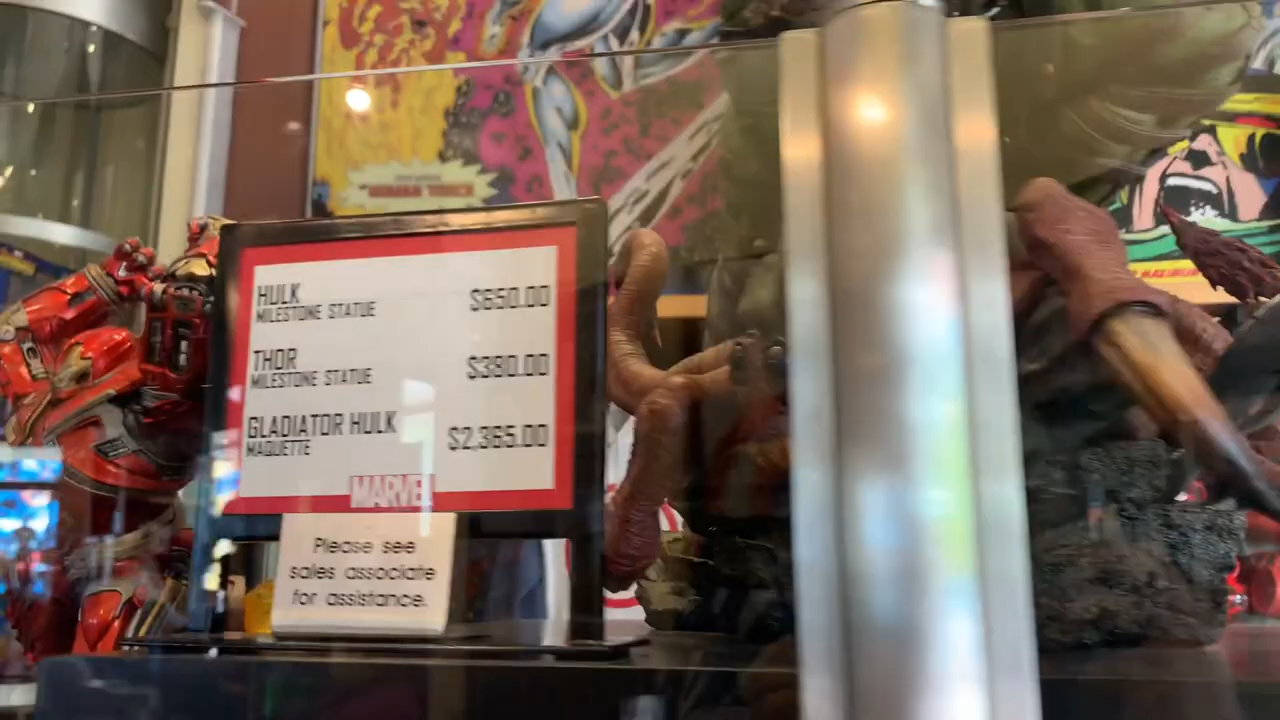 HUMAN TORCH
HULK
MILESTONE STATUE
$650.00
THOR
MILESTONE STATUE
$380.00
GLADIATOR HULK
MAQUETTE
$2,365.00
MARVEL
Please see
sales associate
for assistance.